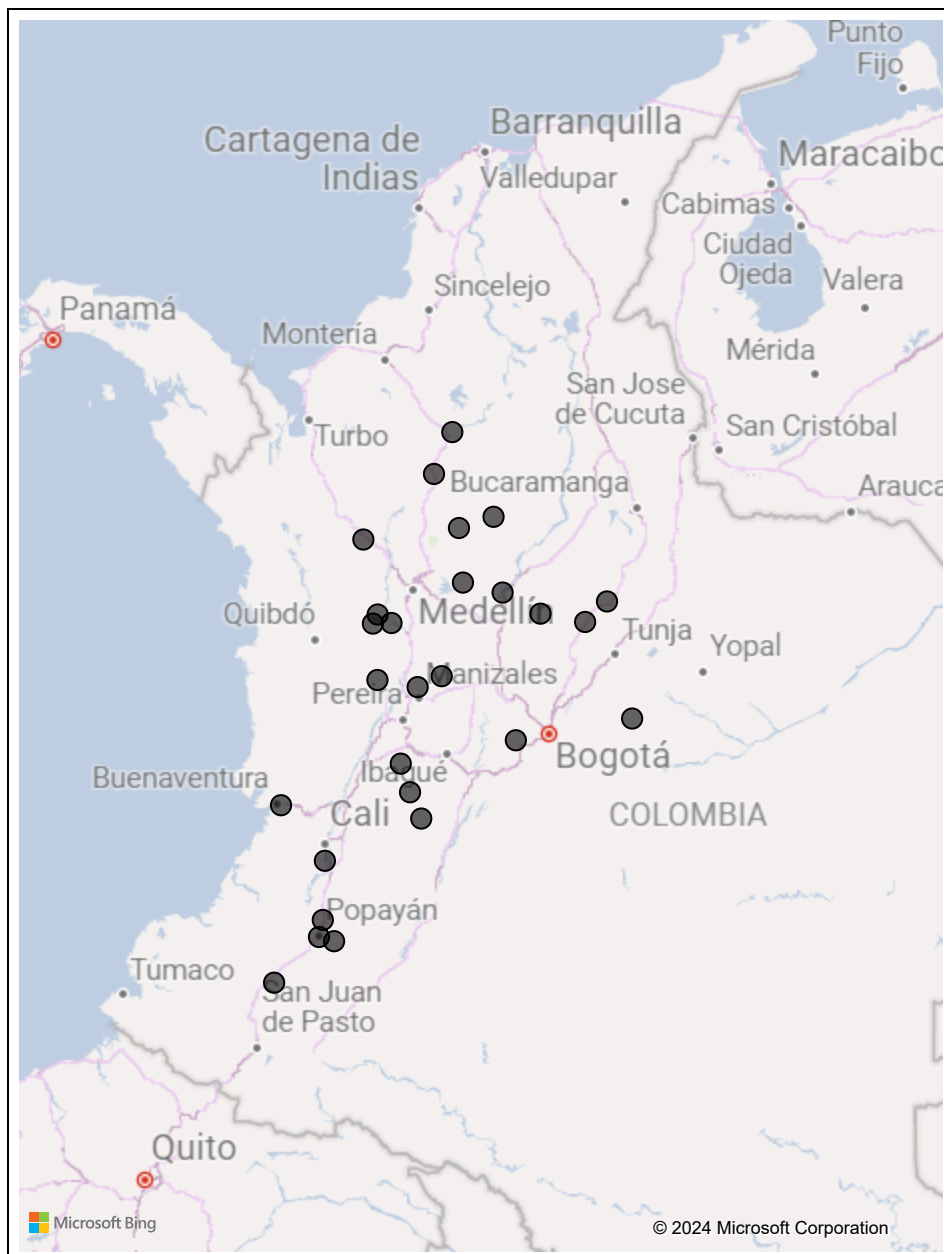 Punto
Fijo
Barranquilla
Cartagena de
Indias
Maracaibo
Valledupar
Cabimas
Ciudad
Ojeda
Valera
Sincelejo
Panamá
Montería
Mérida
San Jose
de Cucuta
San Cristóbal
Turbo
Bucaramanga
Arauca
Quibdó
Medellín
Tunja
Yopal
Manizales
Pereira
Bogotá
Ibagué
Buenaventura
Cali
COLOMBIA
Popayán
Tumaco
San Juan
de Pasto
Quito
Microsoft Bing
© 2024 Microsoft Corporation